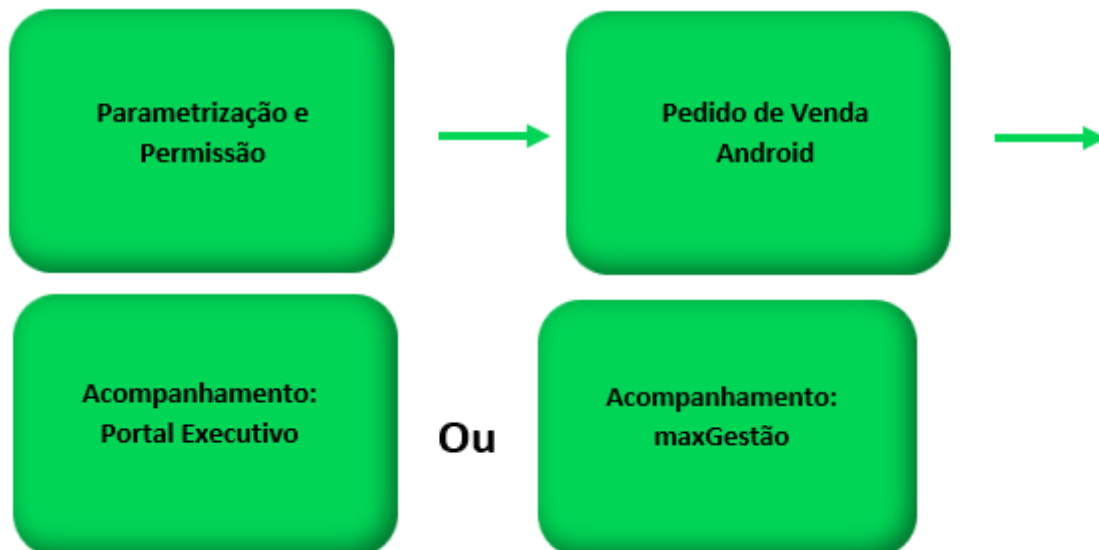 Parametrização e
Permissão
Pedido de Venda
Android
Acompanhamento:
Portal Executivo
Ou
Acompanhamento:
maxGestão